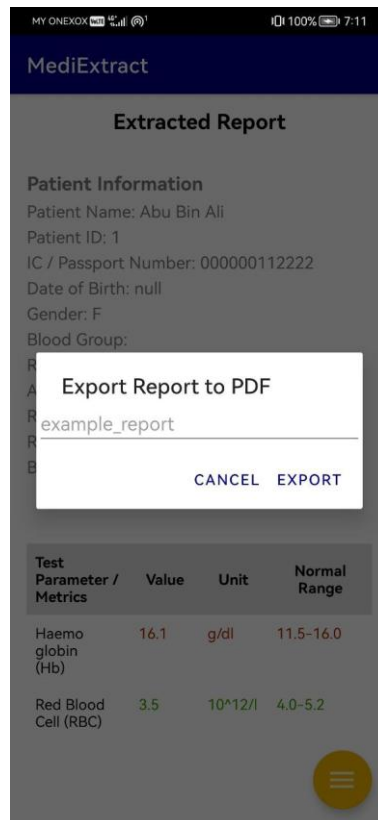 MY ONEXOX 7:11
100%
MediExtract
Extracted Report
Patient Information
Patient Name: Abu Bin Ali
Patient ID: 1
IC / Passport Number: 000000112222
Date of Birth: null
Gender: F
Blood Group:
R
A
R
R
B
Export Report to PDF
example_report
CANCEL EXPORT
Test Parameter / Metrics Value Unit Normal Range
Haemo globin (Hb) 16.1 g/dl 11.5-16.0
Red Blood Cell (RBC) 3.5 10^12/l 4.0-5.2